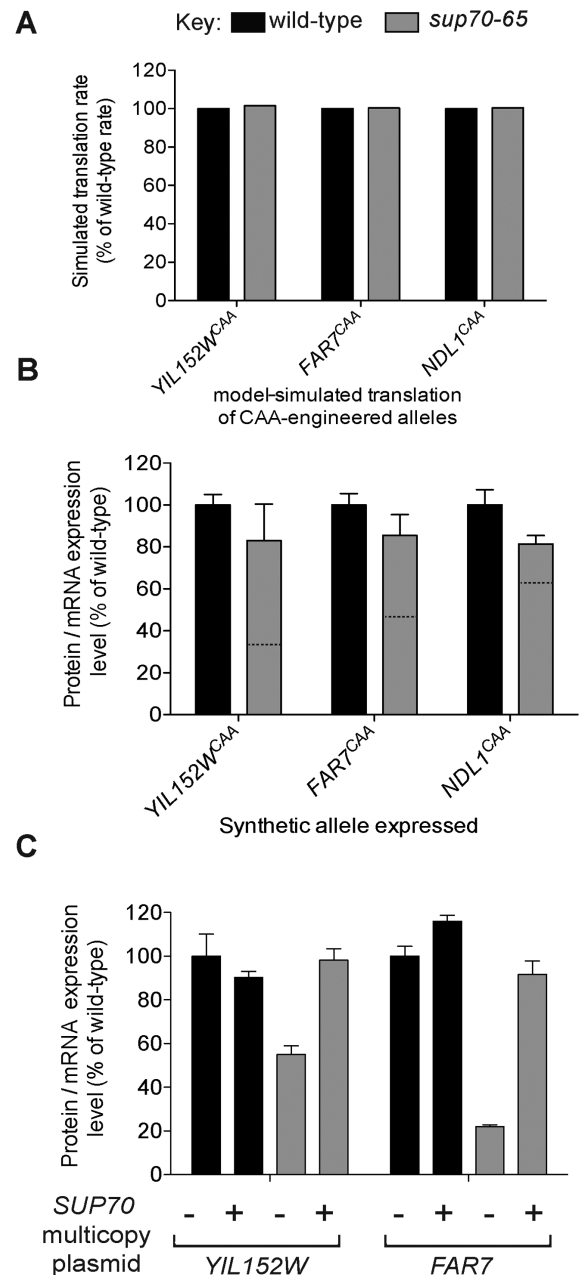 A
Key: wild-type sup70-65
Simulated translation rate
(% of wild-type rate)
120
100
80
60
40
20
0
YIL152W^CAA
FAR7^CAA
NDL1^CAA
model-simulated translation
of CAA-engineered alleles
B
Protein / mRNA expression
level (% of wild-type)
120
100
80
60
40
20
0
YIL152W^CAA
FAR7^CAA
NDL1^CAA
Synthetic allele expressed
C
Protein / mRNA expression
level (% of wild-type)
120
100
80
60
40
20
0
SUP70
multicopy
plasmid
- + - + - + - +
YIL152W FAR7